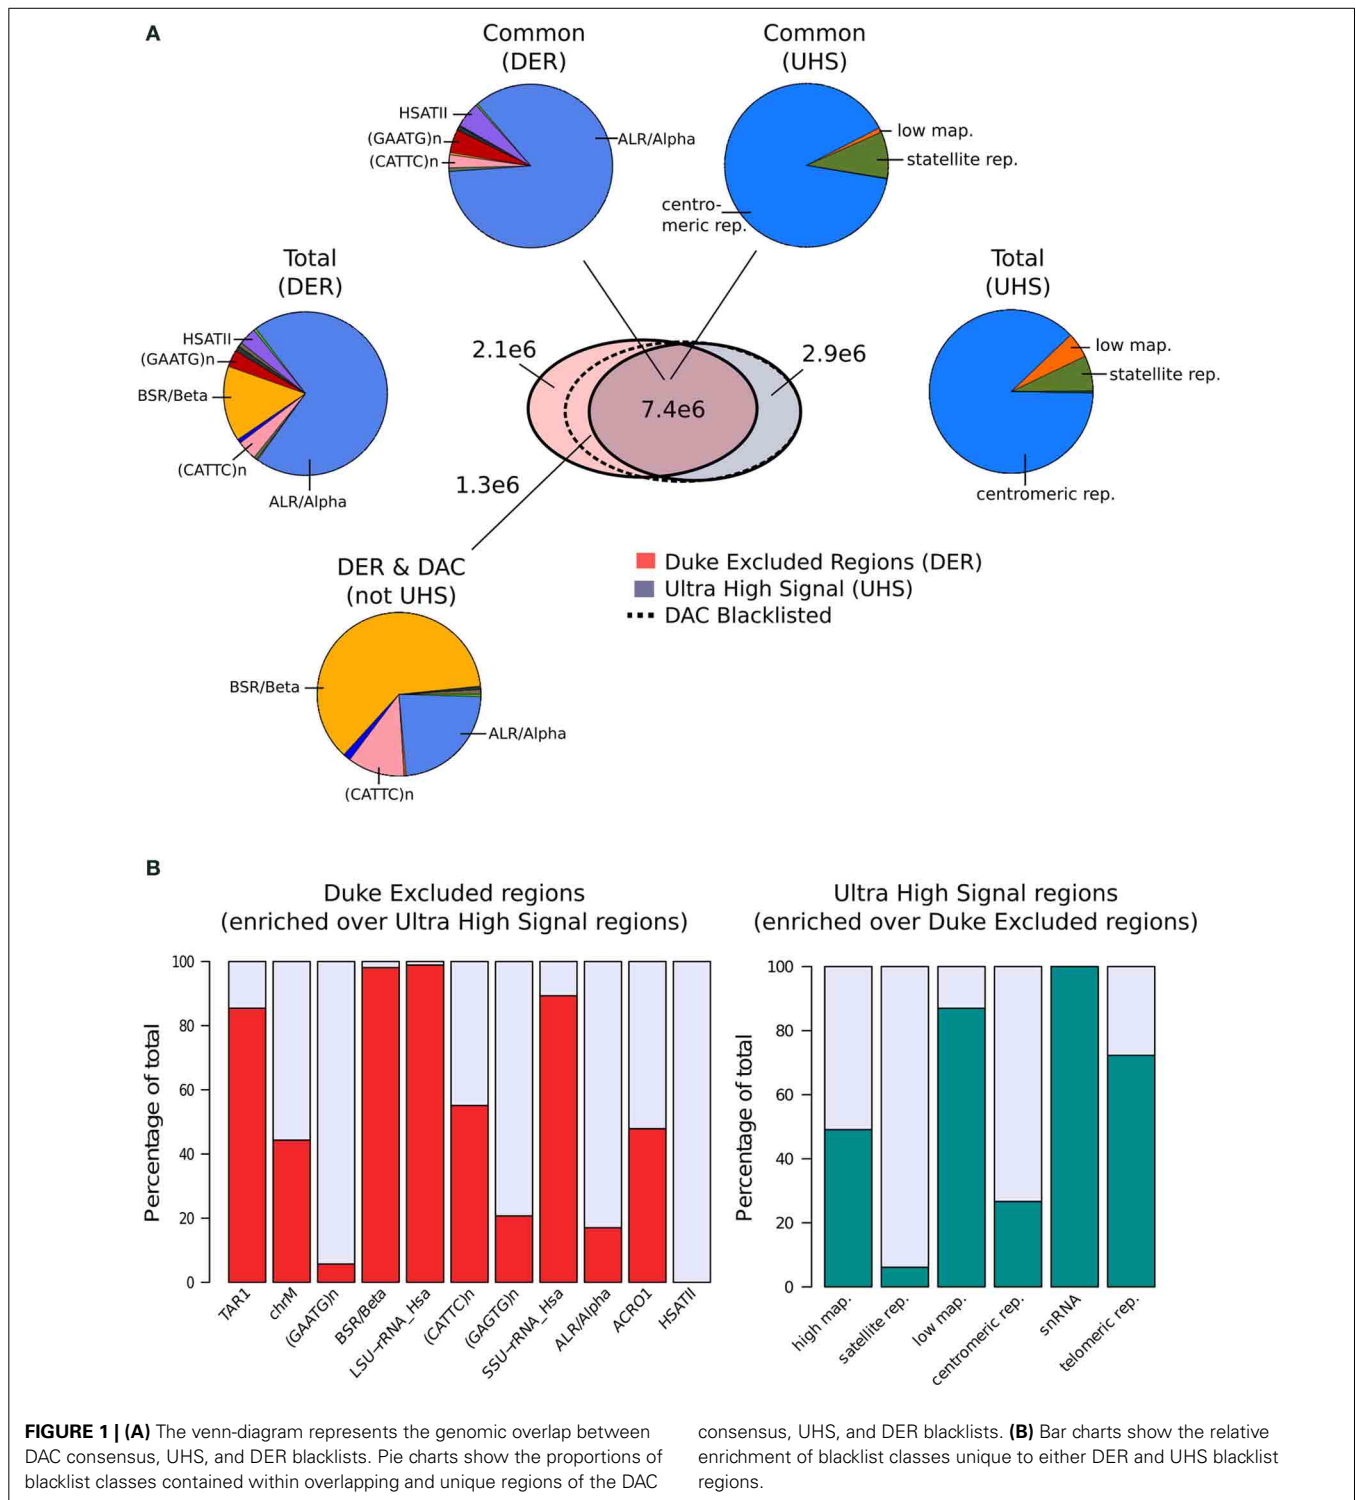 A
Common
(DER)
Common
(UHS)
HSATII
(GAATG)n
(CATTC)n
ALR/Alpha
low map.
statellite rep.
centro-
meric rep.
Total
(DER)
Total
(UHS)
HSATII
(GAATG)n
BSR/Beta
(CATTC)n
ALR/Alpha
2.1e6
2.9e6
7.4e6
1.3e6
low map.
statellite rep.
centromeric rep.
DER & DAC
(not UHS)
BSR/Beta
ALR/Alpha
(CATTC)n
Duke Excluded Regions (DER)
Ultra High Signal (UHS)
DAC Blacklisted
B
Duke Excluded regions
(enriched over Ultra High Signal regions)
Percentage of total
100
80
60
40
20
0
TAR1
chrM
(GAATG)n
BSR/Beta
LSU-rRNA_Hsa
(CATTC)n
(GAGTG)n
SSU-rRNA_Hsa
ALR/Alpha
ACRO1
HSATII
Ultra High Signal regions
(enriched over Duke Excluded regions)
Percentage of total
100
80
60
40
20
0
high map.
satellite rep.
low map.
centromeric rep.
snRNA
telomeric rep.
FIGURE 1 | (A) The venn-diagram represents the genomic overlap between
DAC consensus, UHS, and DER blacklists. Pie charts show the proportions of
blacklist classes contained within overlapping and unique regions of the DAC
consensus, UHS, and DER blacklists. (B) Bar charts show the relative
enrichment of blacklist classes unique to either DER and UHS blacklist
regions.